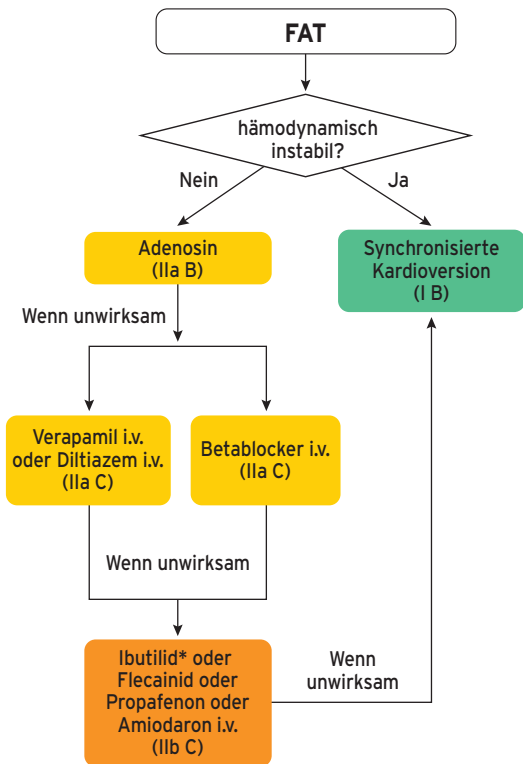 FAT
hämodynamisch
instabil?
Nein
Ja
Adenosin
(IIa B)
Synchronisierte
Kardioversion
(I B)
Wenn unwirksam
Verapamil i.v.
oder Diltiazem i.v.
(IIa C)
Betablocker i.v.
(IIa C)
Wenn unwirksam
Ibutilid* oder
Flecainid oder
Propafenon oder
Amiodaron i.v.
(IIb C)
Wenn
unwirksam